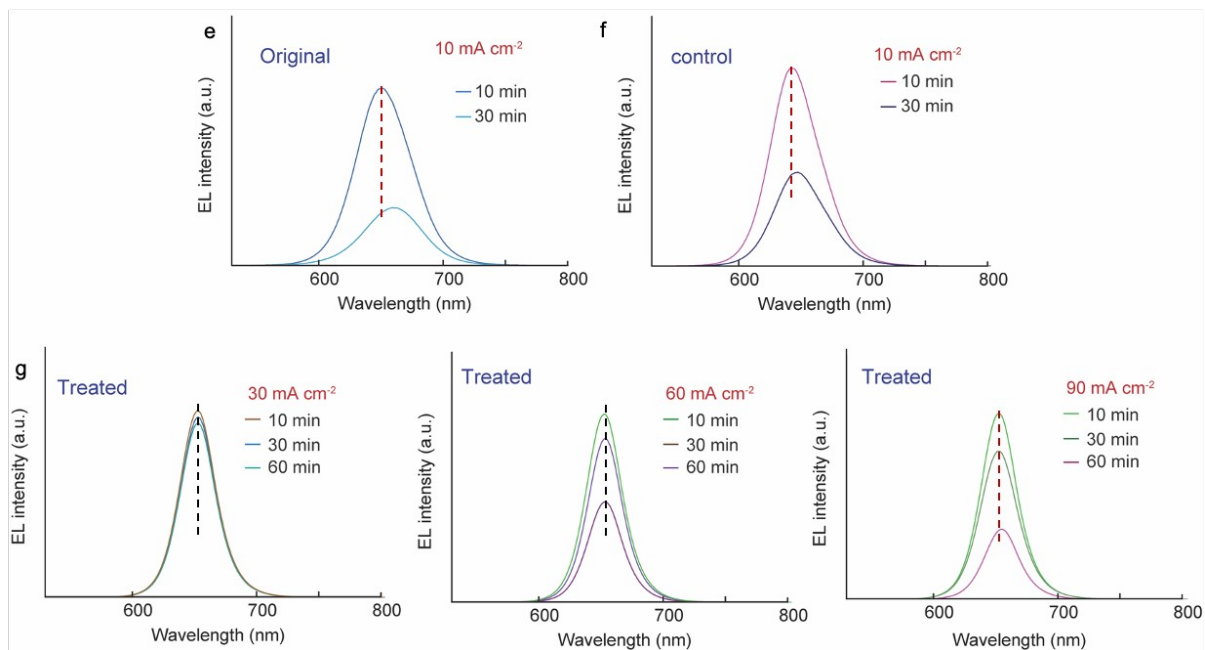 e
Original
10 mA cm⁻²
10 min
30 min
EL intensity (a.u.)
600
700
800
Wavelength (nm)
f
control
10 mA cm⁻²
10 min
30 min
EL intensity (a.u.)
600
700
800
Wavelength (nm)
g
Treated
30 mA cm⁻²
10 min
30 min
60 min
EL intensity (a.u.)
600
700
800
Wavelength (nm)
Treated
60 mA cm⁻²
10 min
30 min
60 min
EL intensity (a.u.)
600
700
800
Wavelength (nm)
Treated
90 mA cm⁻²
10 min
30 min
60 min
EL intensity (a.u.)
600
700
800
Wavelength (nm)